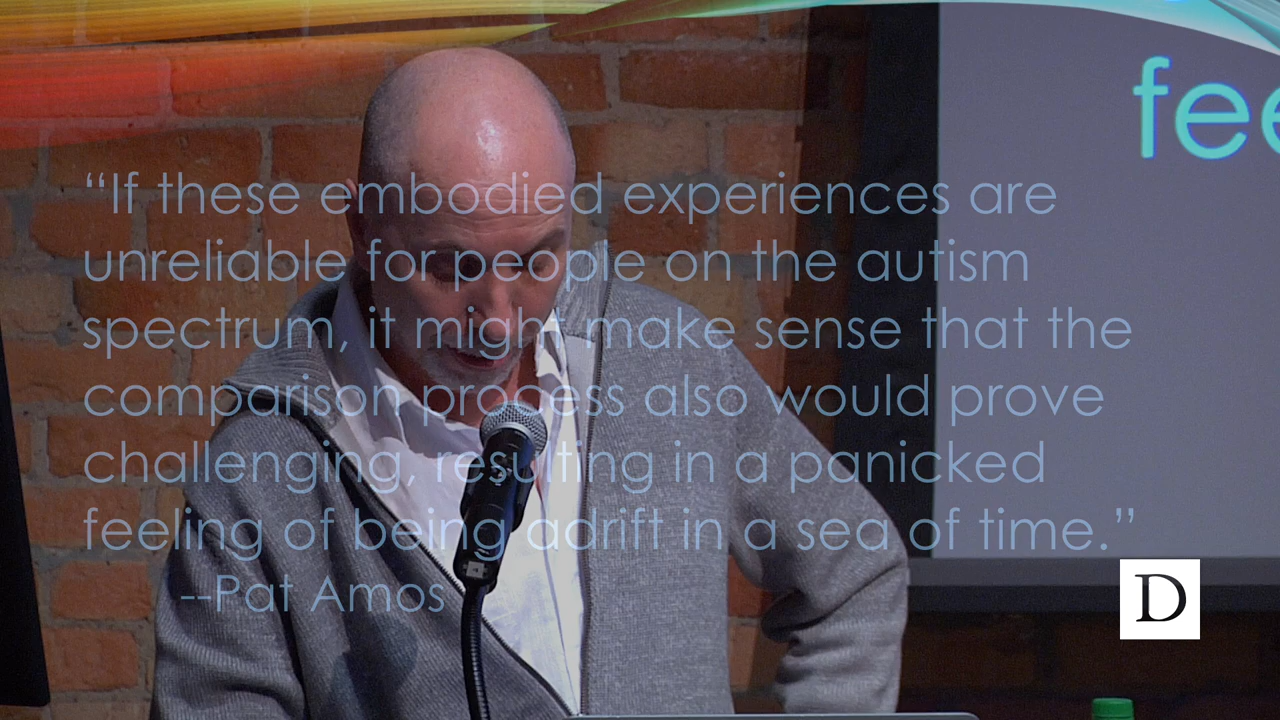 fee
“If these embodied experiences are
unreliable for people on the autism
spectrum, it might make sense that the
comparison process also would prove
challenging, resulting in a panicked
feeling of being adrift in a sea of time.”
--Pat Amos
D